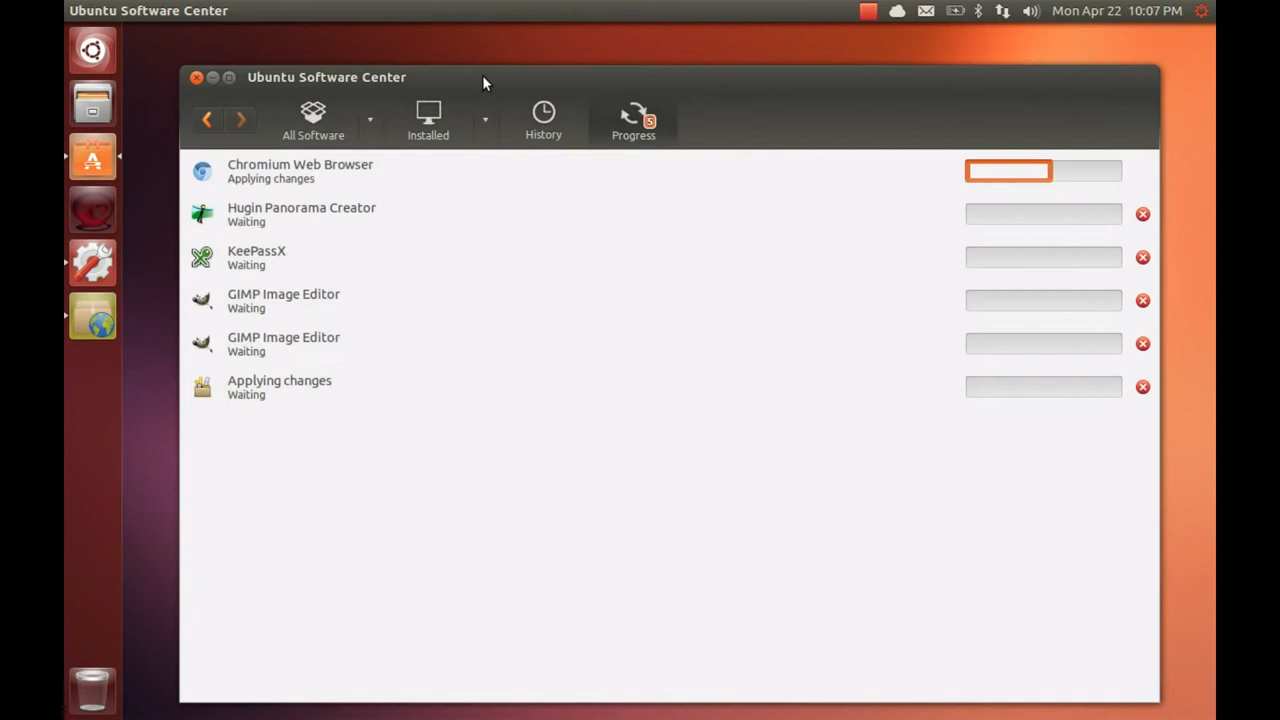 Ubuntu Software Center
Mon Apr 22 10:07 PM
Ubuntu Software Center
All Software
Installed
History
Progress
5
Chromium Web Browser
Applying changes
Hugin Panorama Creator
Waiting
KeePassX
Waiting
GIMP Image Editor
Waiting
GIMP Image Editor
Waiting
Applying changes
Waiting